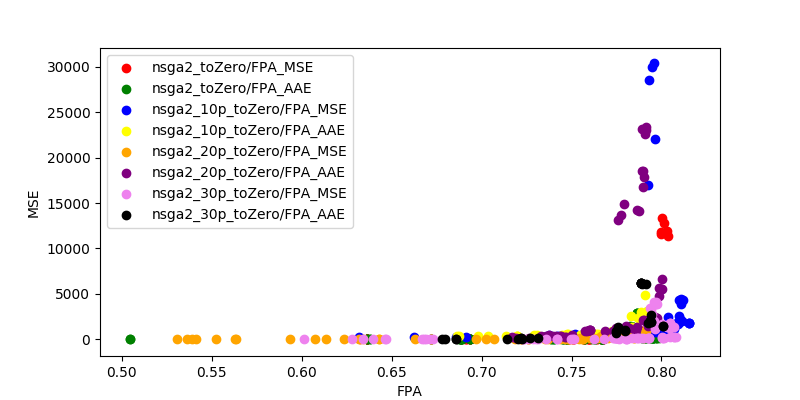 30000
25000
20000
15000
10000
5000
0
MSE
nsga2_toZero/FPA_MSE
nsga2_toZero/FPA_AAE
nsga2_10p_toZero/FPA_MSE
nsga2_10p_toZero/FPA_AAE
nsga2_20p_toZero/FPA_MSE
nsga2_20p_toZero/FPA_AAE
nsga2_30p_toZero/FPA_MSE
nsga2_30p_toZero/FPA_AAE
0.50 0.55 0.60 0.65 0.70 0.75 0.80
FPA